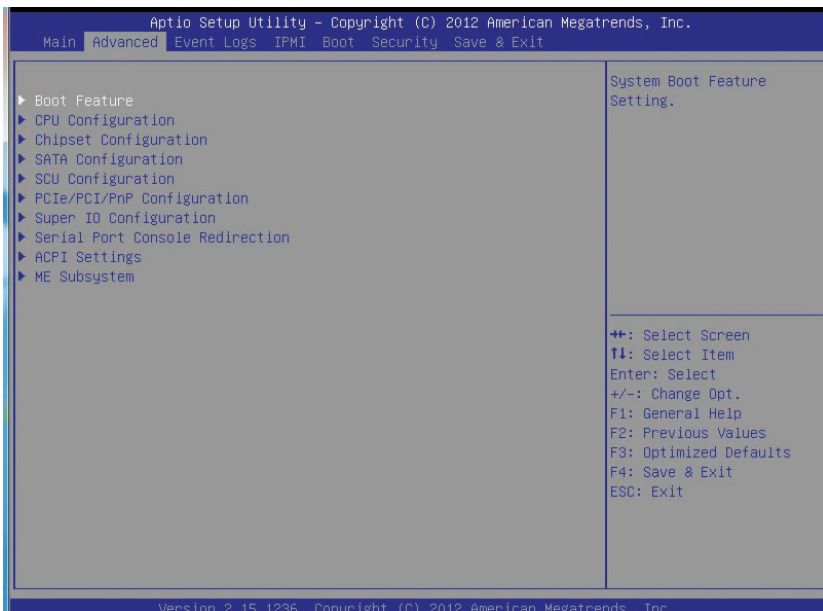 Aptio Setup Utility – Copyright (C) 2012 American Megatrends, Inc.
Main Advanced Event Logs IPMI Boot Security Save & Exit
▶ Boot Feature
▶ CPU Configuration
▶ Chipset Configuration
▶ SATA Configuration
▶ SCU Configuration
▶ PCIe/PCI/PnP Configuration
▶ Super IO Configuration
▶ Serial Port Console Redirection
▶ ACPI Settings
▶ ME Subsystem
System Boot Feature
Setting.
→←: Select Screen
↑↓: Select Item
Enter: Select
+/-: Change Opt.
F1: General Help
F2: Previous Values
F3: Optimized Defaults
F4: Save & Exit
ESC: Exit
Version 2.15.1236. Copyright (C) 2012 American Megatrends, Inc.